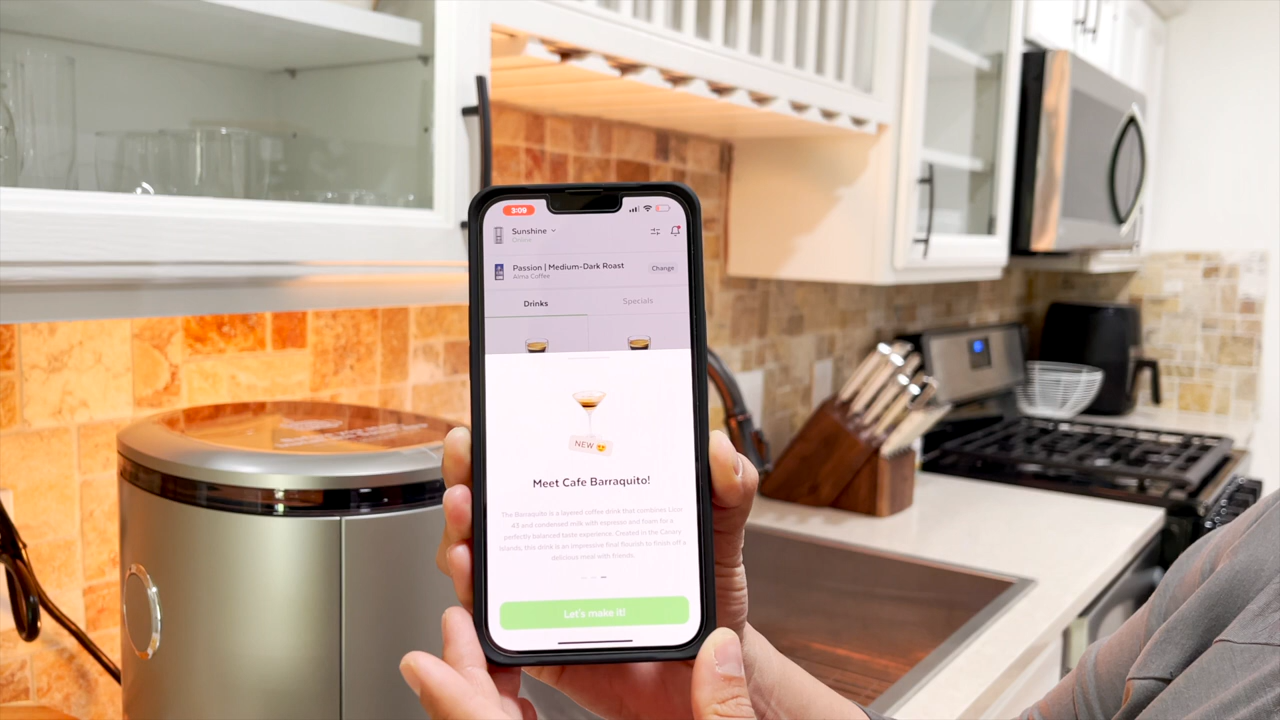 3:09
Sunshine
Online
Passion | Medium-Dark Roast
Alma Coffee
Change
Drinks
Specials
NEW
Meet Cafe Barraquito!
The Barraquito is a layered coffee drink that combines Licor
43 and condensed milk with espresso and foam for a
perfectly balanced taste experience. Created in the Canary
Islands, this drink is an impressive final flourish to finish off a
delicious meal with friends.
Let's make it!